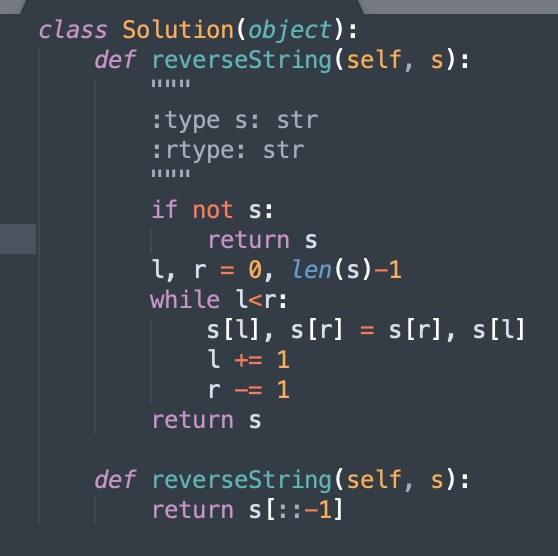 class Solution(object):
    def reverseString(self, s):
        """
        :type s: str
        :rtype: str
        """
        if not s:
            return s
        l, r = 0, len(s)-1
        while l<r:
            s[l], s[r] = s[r], s[l]
            l += 1
            r -= 1
        return s

    def reverseString(self, s):
        return s[::-1]